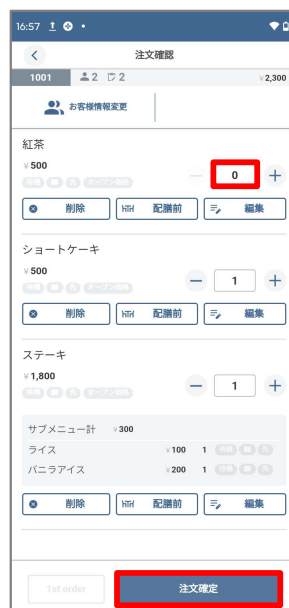 16:57
注文確認
1001 2 2 ¥2,300
お客様情報変更
紅茶
¥500
0
削除 配膳前 編集
ショートケーキ
¥500
1
削除 配膳前 編集
ステーキ
¥1,800
1
サブメニュー計 ¥300
ライス ¥100 1
バニラアイス ¥200 1
削除 配膳前 編集
1st order 注文確定